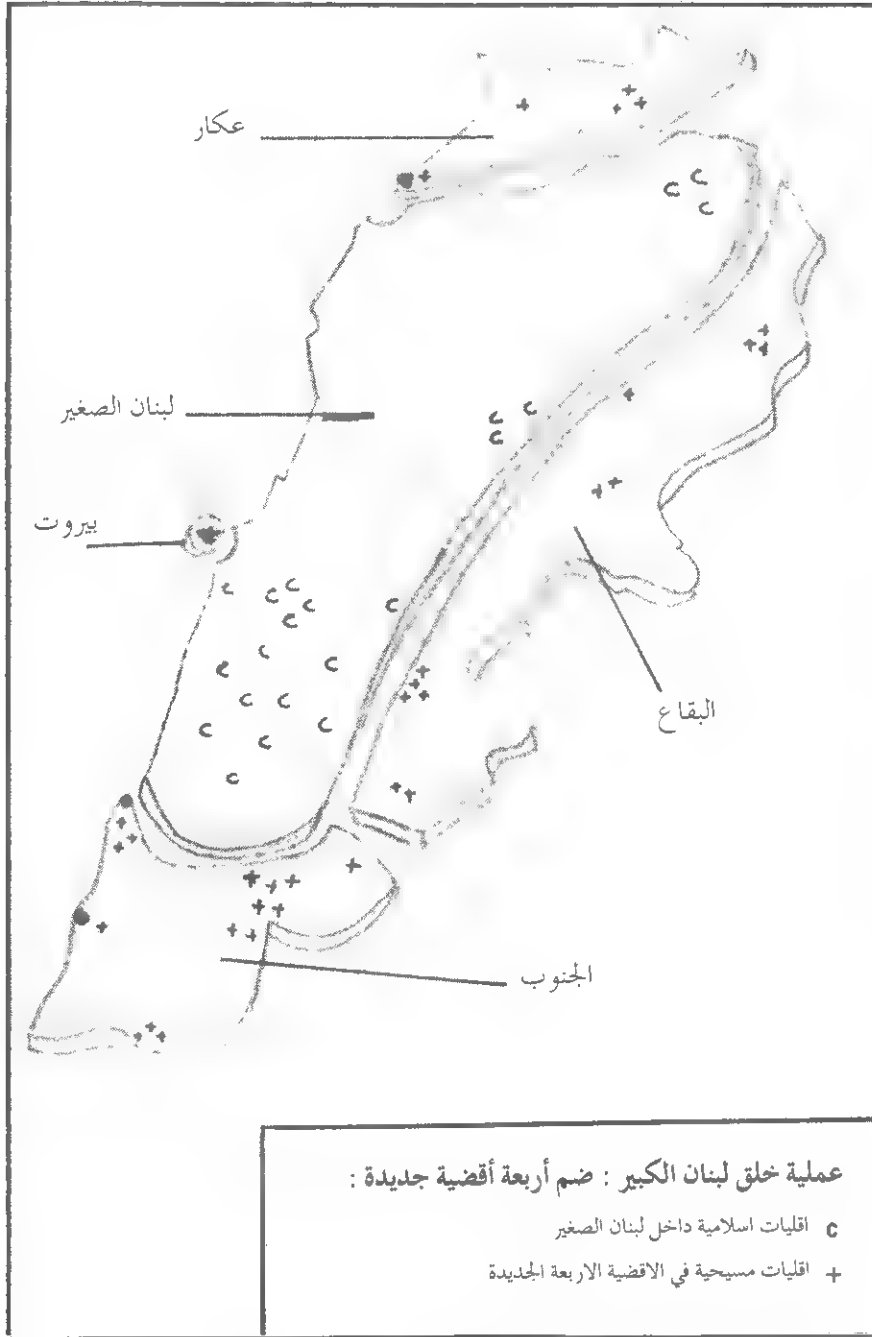 عكار
لبنان الصغير
بيروت
البقاع
الجنوب
عملية خلق لبنان الكبير : ضم أربعة أقضية جديدة :
c اقليات اسلامية داخل لبنان الصغير
+ اقليات مسيحية في الاقضية الاربعة الجديدة